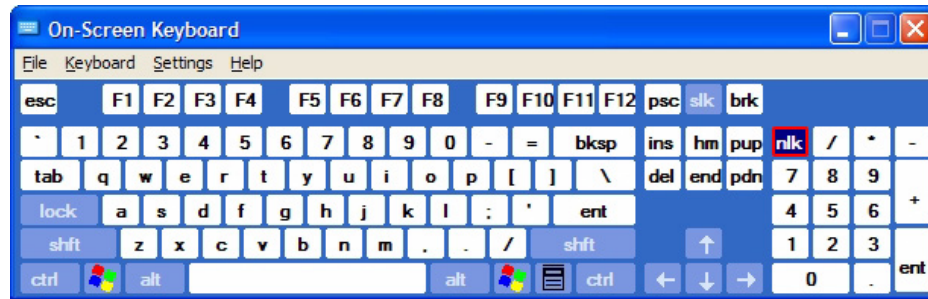 On-Screen Keyboard
File Keyboard Settings Help
esc F1 F2 F3 F4 F5 F6 F7 F8 F9 F10 F11 F12 psc slk brk
` 1 2 3 4 5 6 7 8 9 0 - = bksp ins hm pup nlk / * -
tab q w e r t y u i o p [ ] \ del end pdn 7 8 9 +
lock a s d f g h j k l ; ' ent 4 5 6
shft z x c v b n m , . / shft ↑ 1 2 3 ent
ctrl alt alt ctrl ← ↓ → 0 .